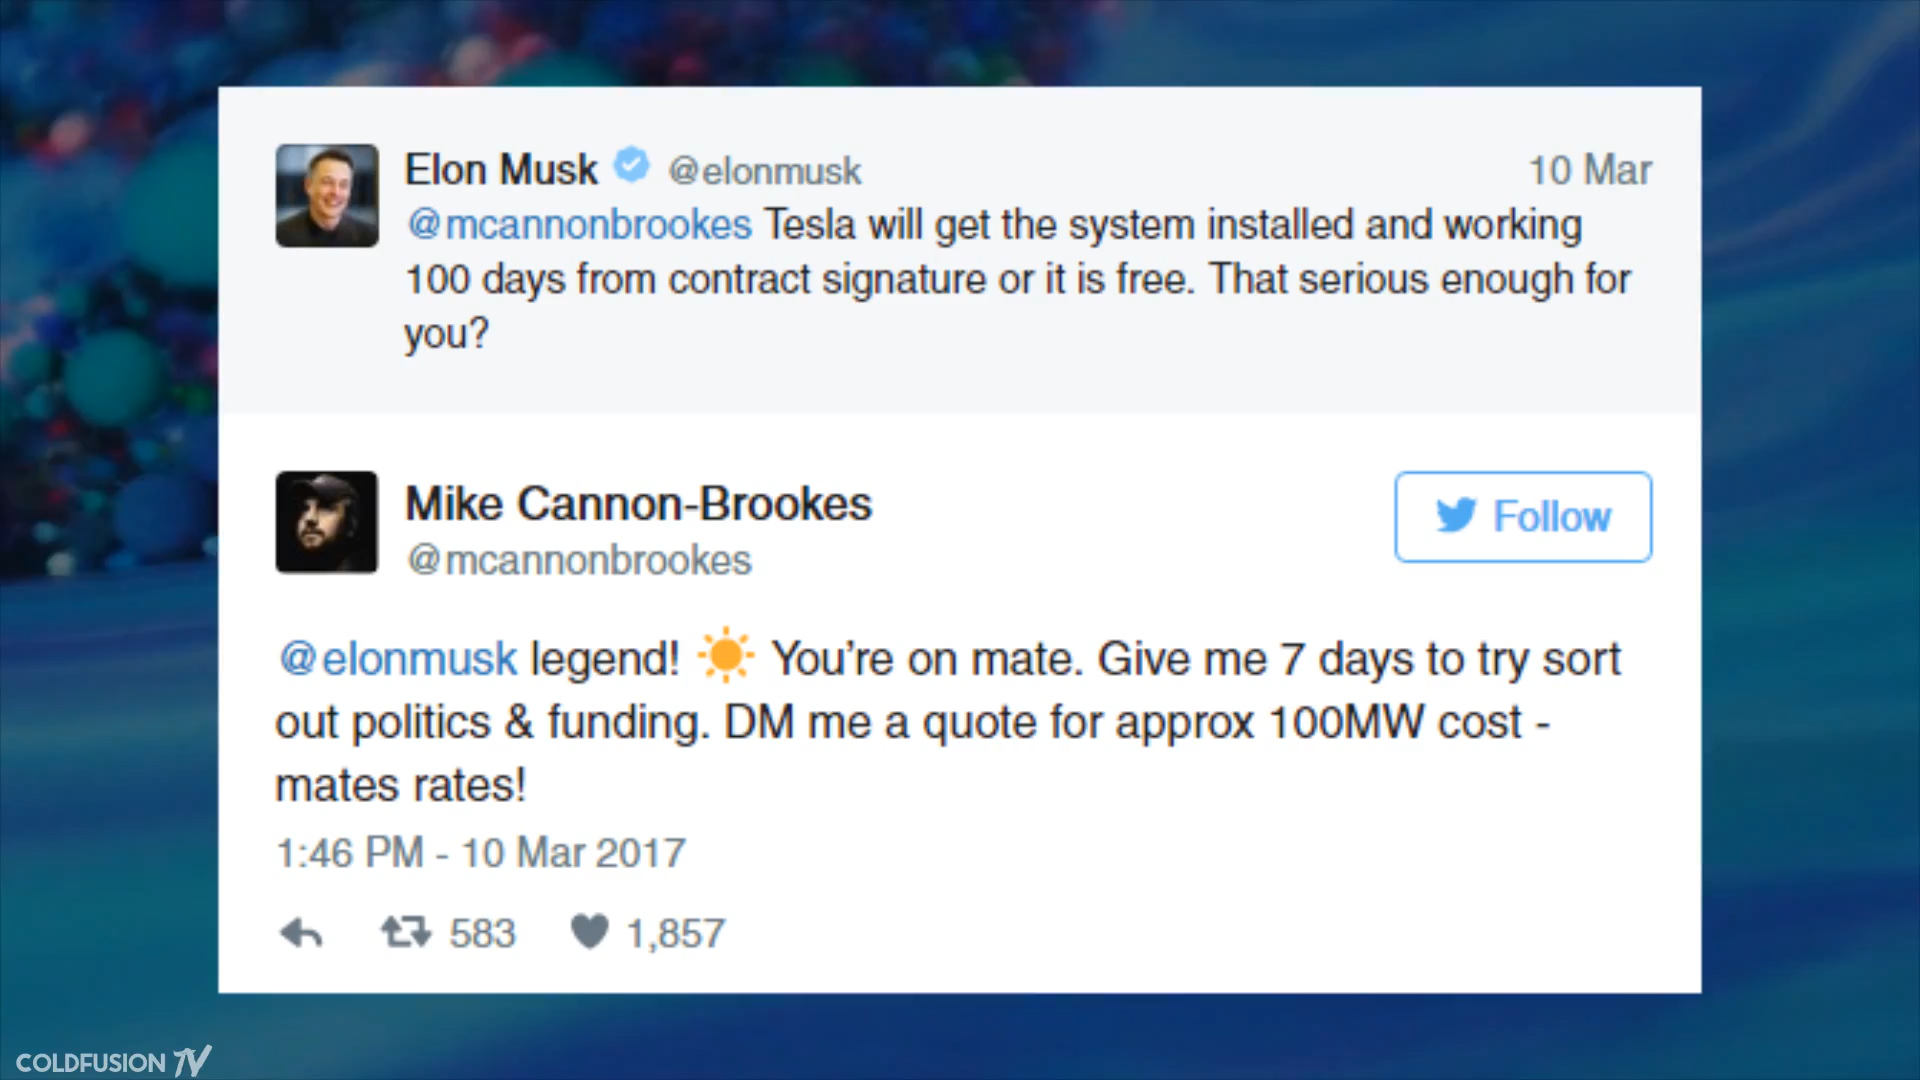 Elon Musk @elonmusk 10 Mar
@mcannonbrookes Tesla will get the system installed and working
100 days from contract signature or it is free. That serious enough for
you?
Mike Cannon-Brookes
@mcannonbrookes
Follow
@elonmusk legend! ☀ You’re on mate. Give me 7 days to try sort
out politics & funding. DM me a quote for approx 100MW cost -
mates rates!
1:46 PM - 10 Mar 2017
583 1,857
COLDFUSION TV